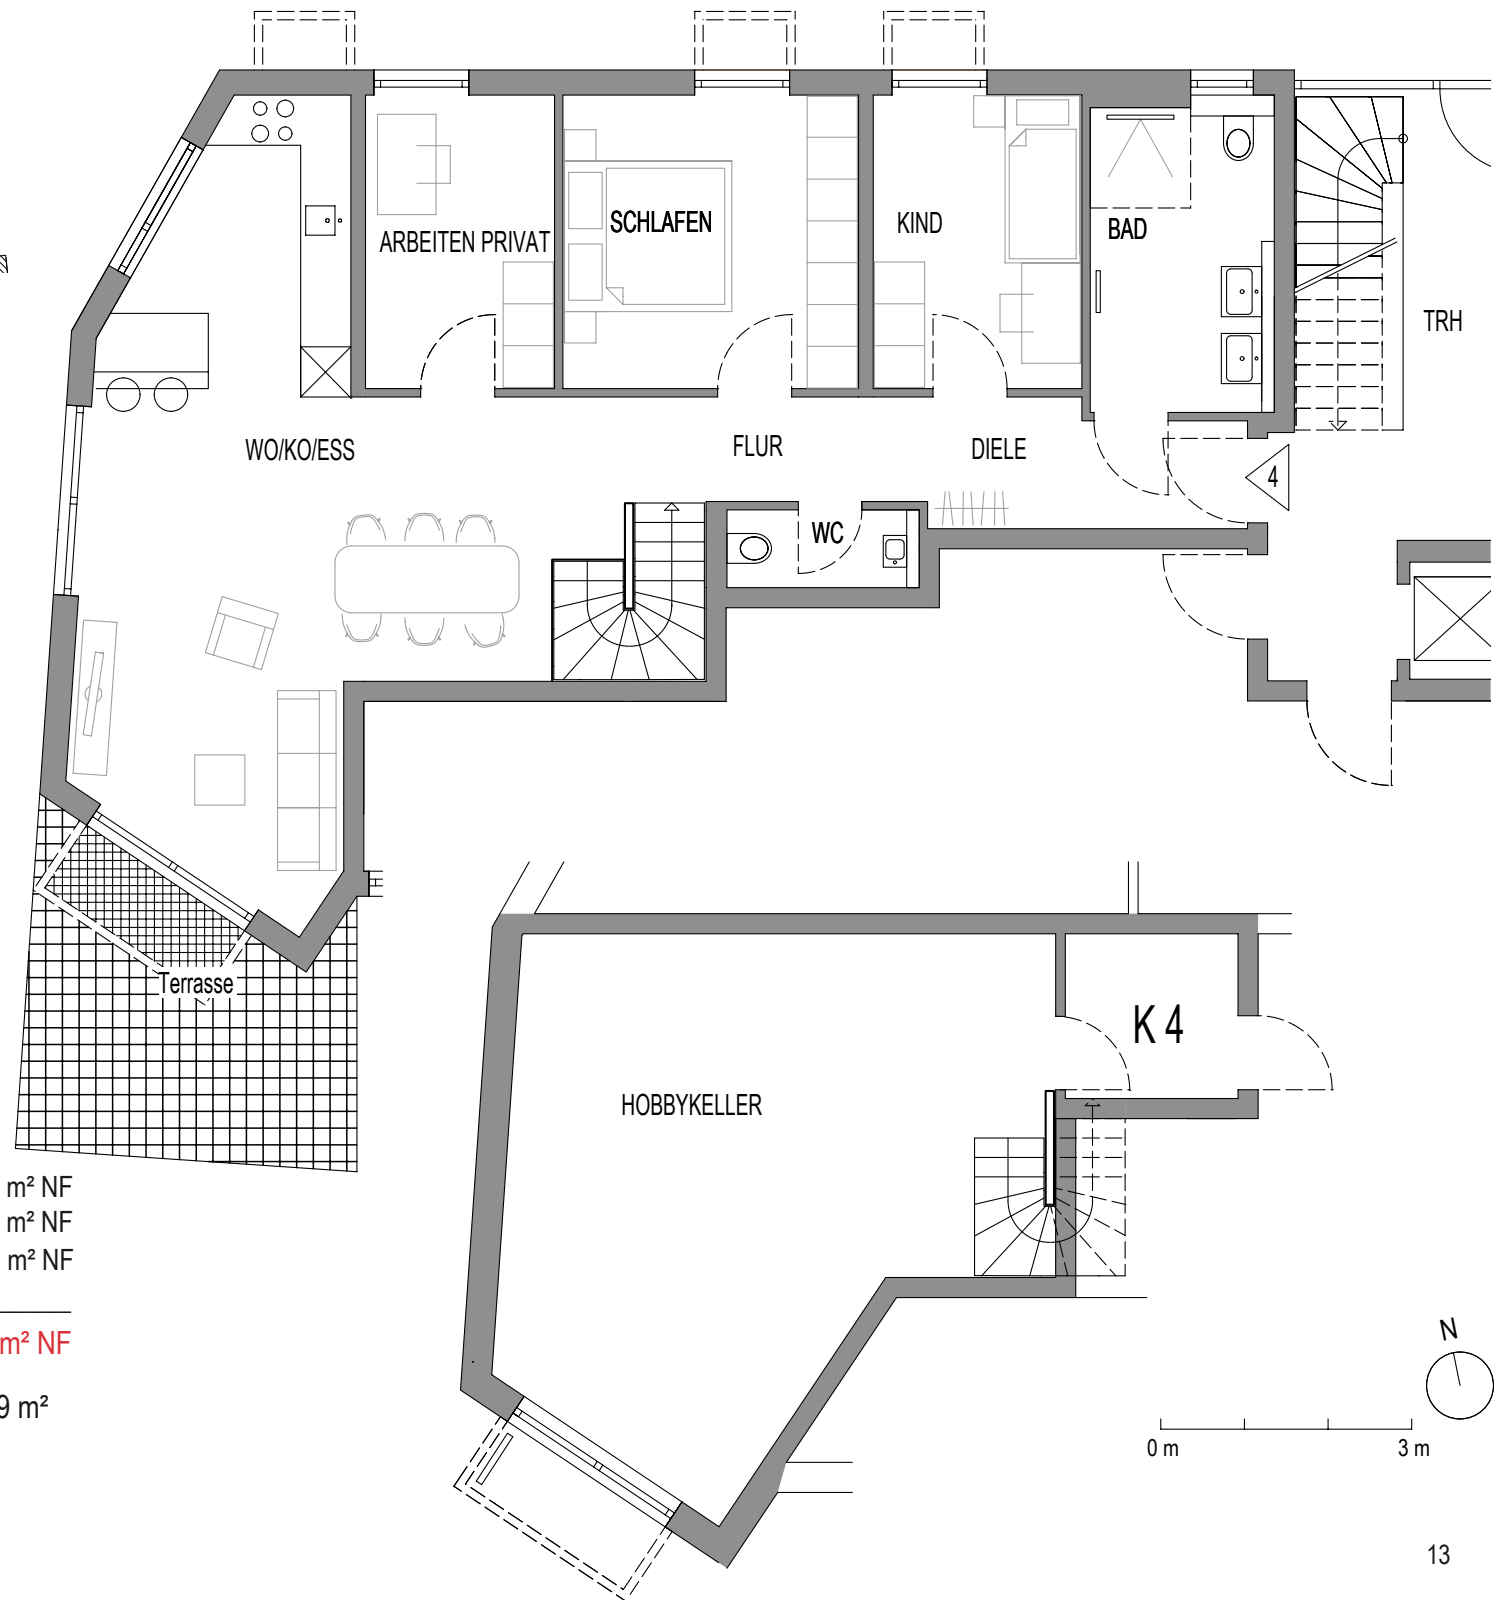 SCHLAFEN
KIND
BAD
ARBEITEN PRIVAT
TRH
WO/KO/ESS
FLUR
DIELE
4
WC
Terrasse
K 4
HOBBYKELLER
m² NF
m² NF
m² NF
m² NF
9 m²
N
0 m
3 m
13